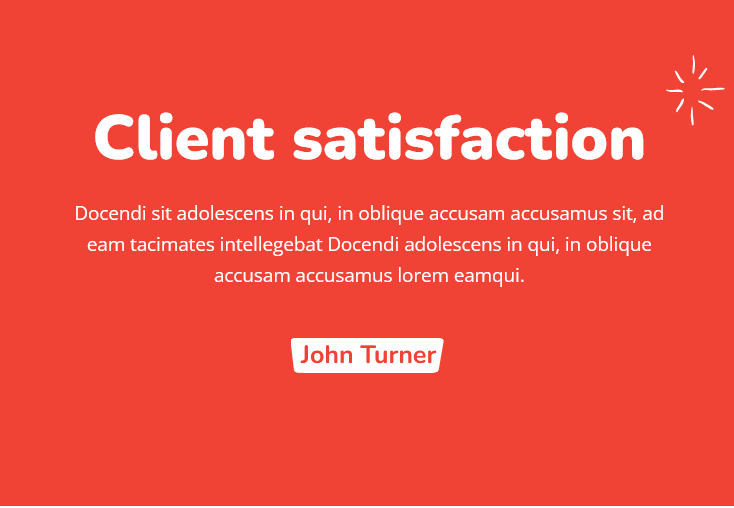 Client satisfaction
Docendi sit adolescens in qui, in oblique accusam accusamus sit, ad
eam tacimates intellegebat Docendi adolescens in qui, in oblique
accusam accusamus lorem eamqui.
John Turner